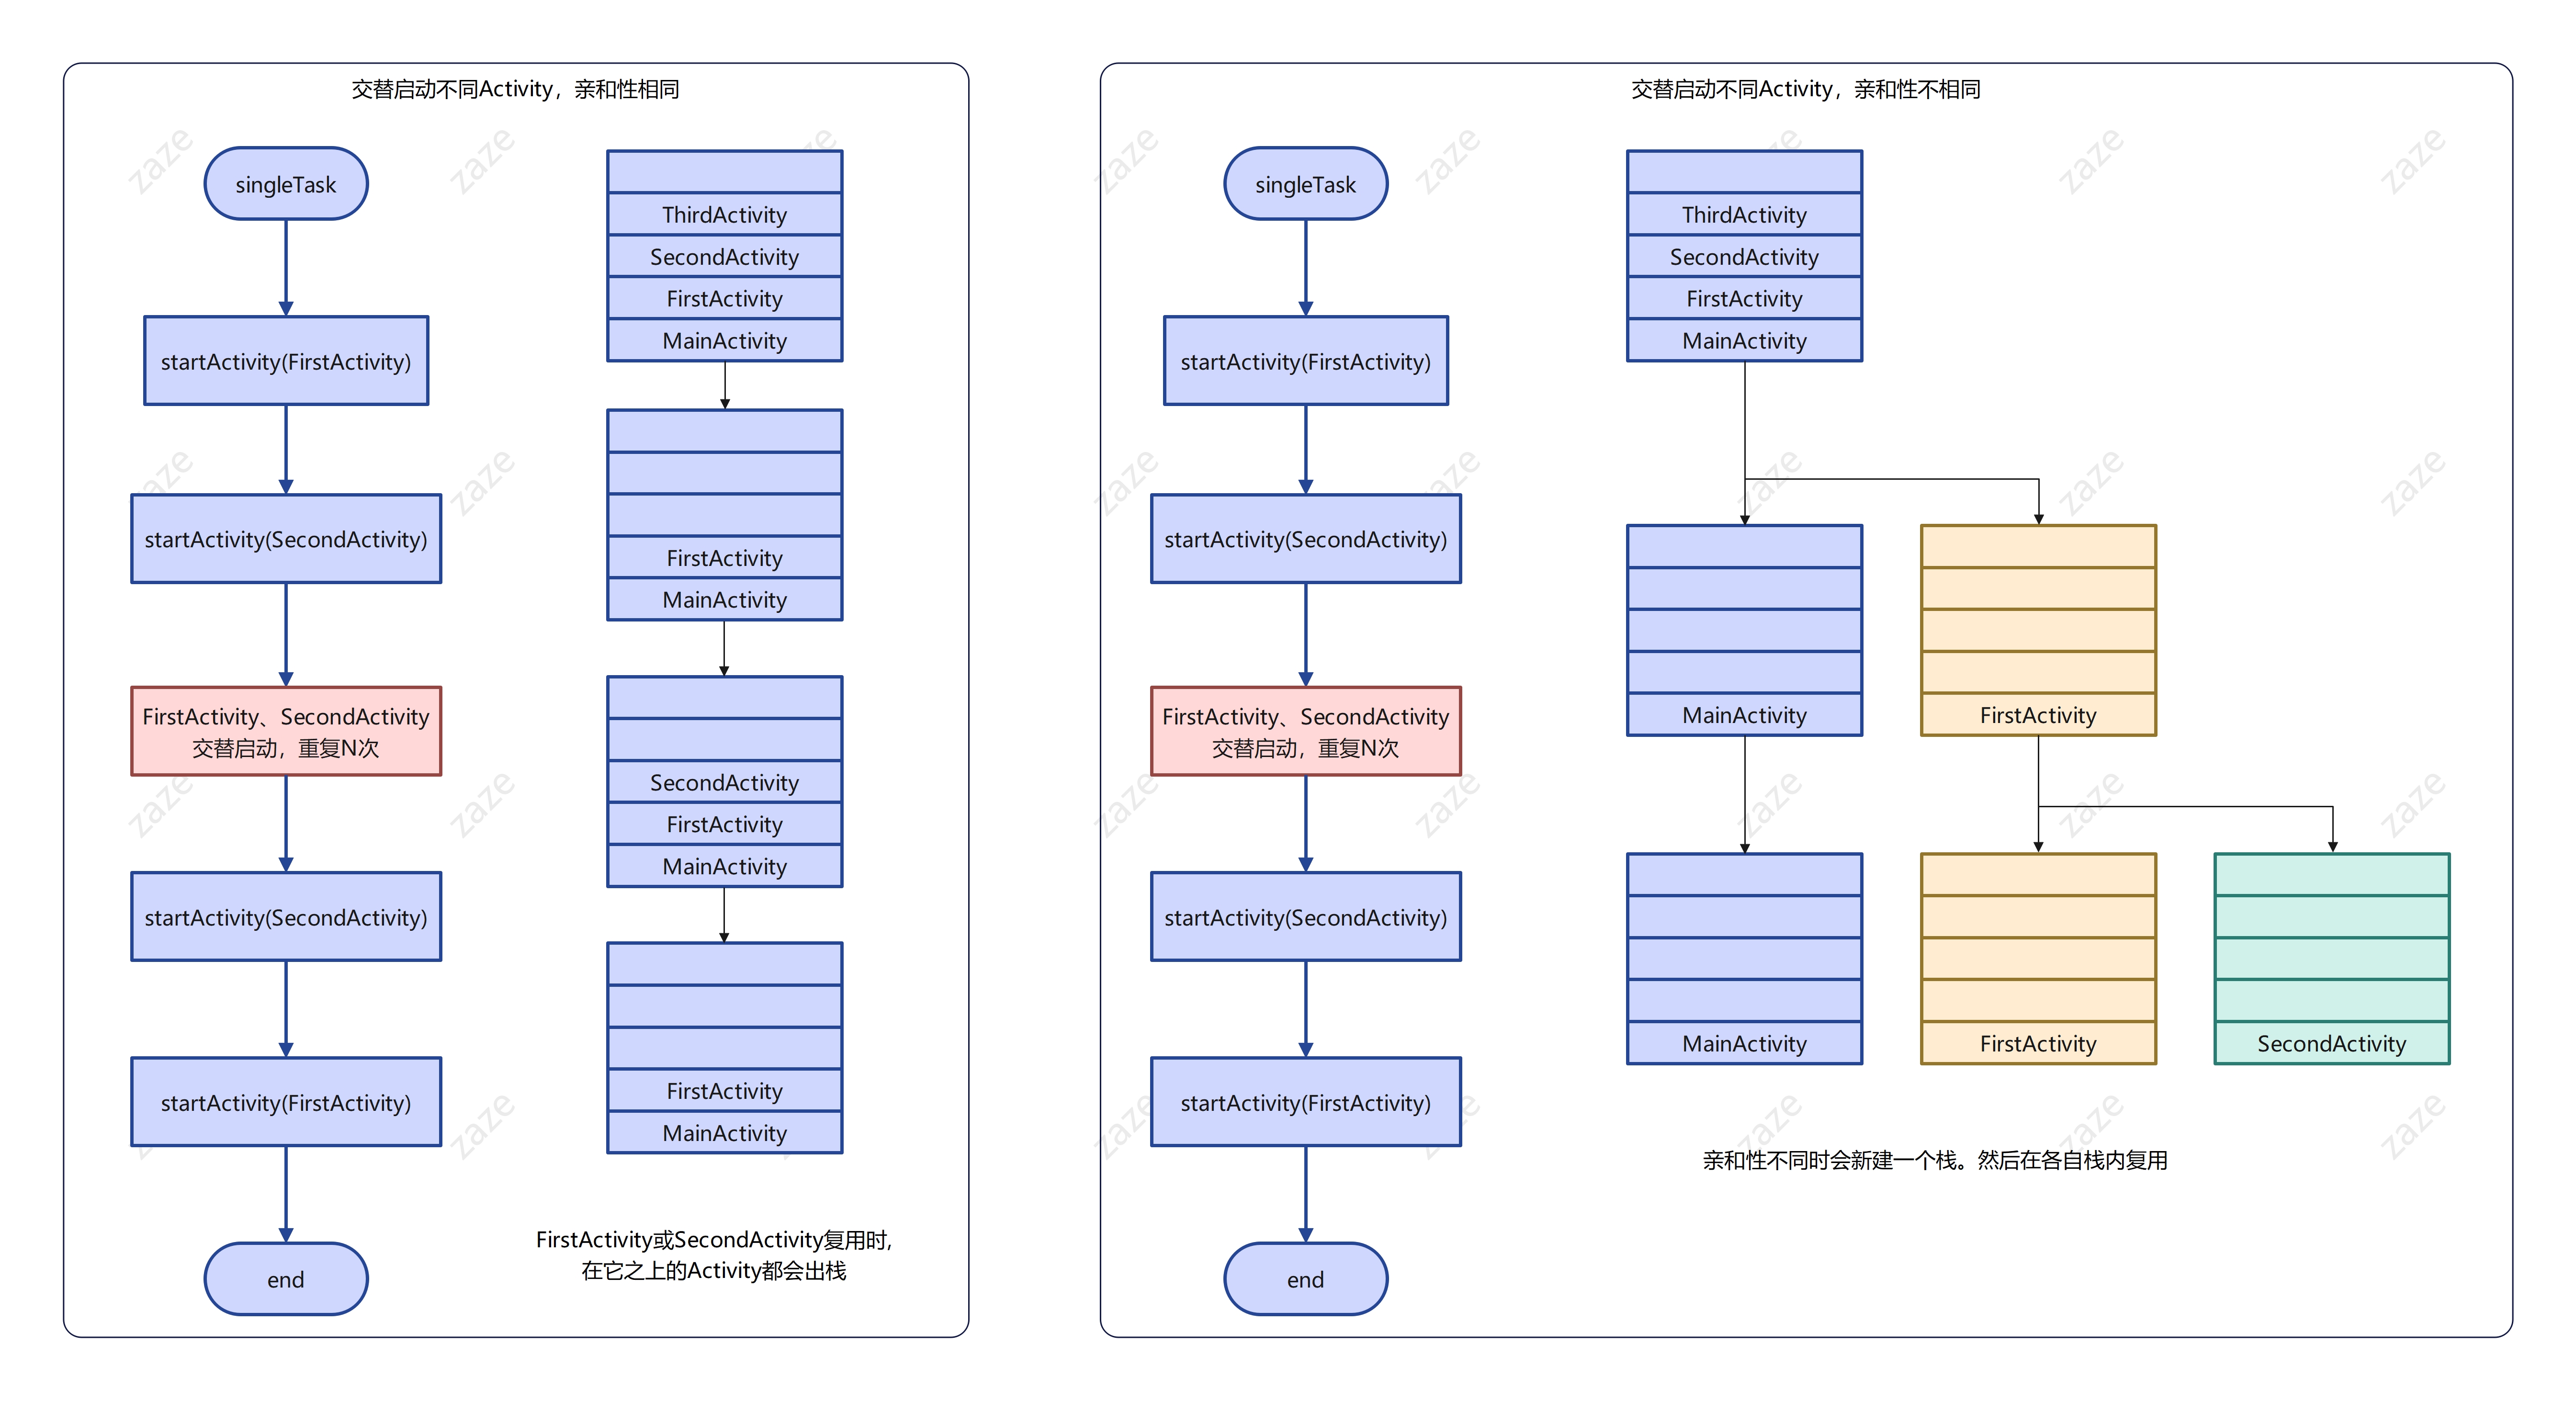 交替启动不同Activity，亲和性相同
singleTask
startActivity(FirstActivity)
startActivity(SecondActivity)
FirstActivity、SecondActivity
交替启动，重复N次
startActivity(SecondActivity)
startActivity(FirstActivity)
end
ThirdActivity
SecondActivity
FirstActivity
MainActivity
FirstActivity
MainActivity
SecondActivity
FirstActivity
MainActivity
FirstActivity
MainActivity
FirstActivity或SecondActivity复用时,
在它之上的Activity都会出栈
交替启动不同Activity，亲和性不相同
singleTask
startActivity(FirstActivity)
startActivity(SecondActivity)
FirstActivity、SecondActivity
交替启动，重复N次
startActivity(SecondActivity)
startActivity(FirstActivity)
end
ThirdActivity
SecondActivity
FirstActivity
MainActivity
MainActivity
FirstActivity
MainActivity
FirstActivity
SecondActivity
亲和性不同时会新建一个栈。然后在各自栈内复用
zaze